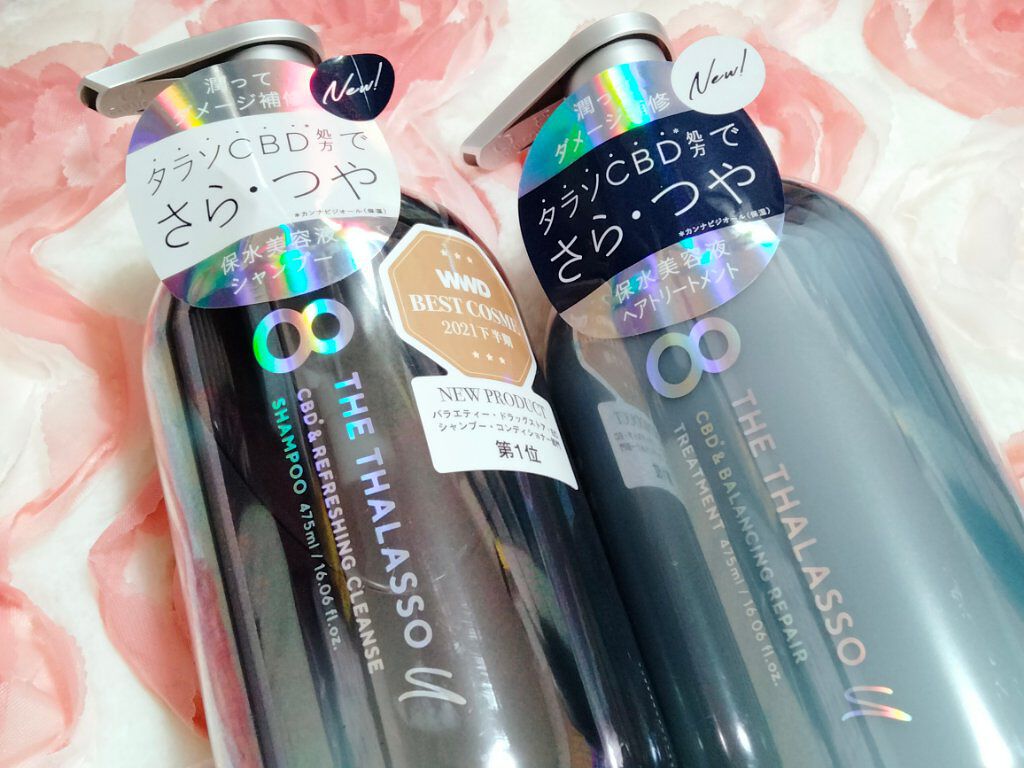 潤って
ダメージ補修
New!
タラソCBD*処方で
さら・つや
*カンナビジオール(保湿)
保水美容液
シャンプー
8
THE THALASSO u
CBD* & REFRESHING CLEANSE
SHAMPOO 475ml / 16.06 fl.oz.
WWD
BEST COSME
2021下半期
NEW PRODUCT
バラエティー・ドラッグストア・
シャンプー・コンディショナー
第1位
潤って
ダメージ補修
New!
タラソCBD*処方で
さら・つや
*カンナビジオール(保湿)
保水美容液
ヘアトリートメント
8
THE THALASSO u
CBD* & BALANCING REPAIR
TREATMENT 475ml / 16.06 fl.oz.